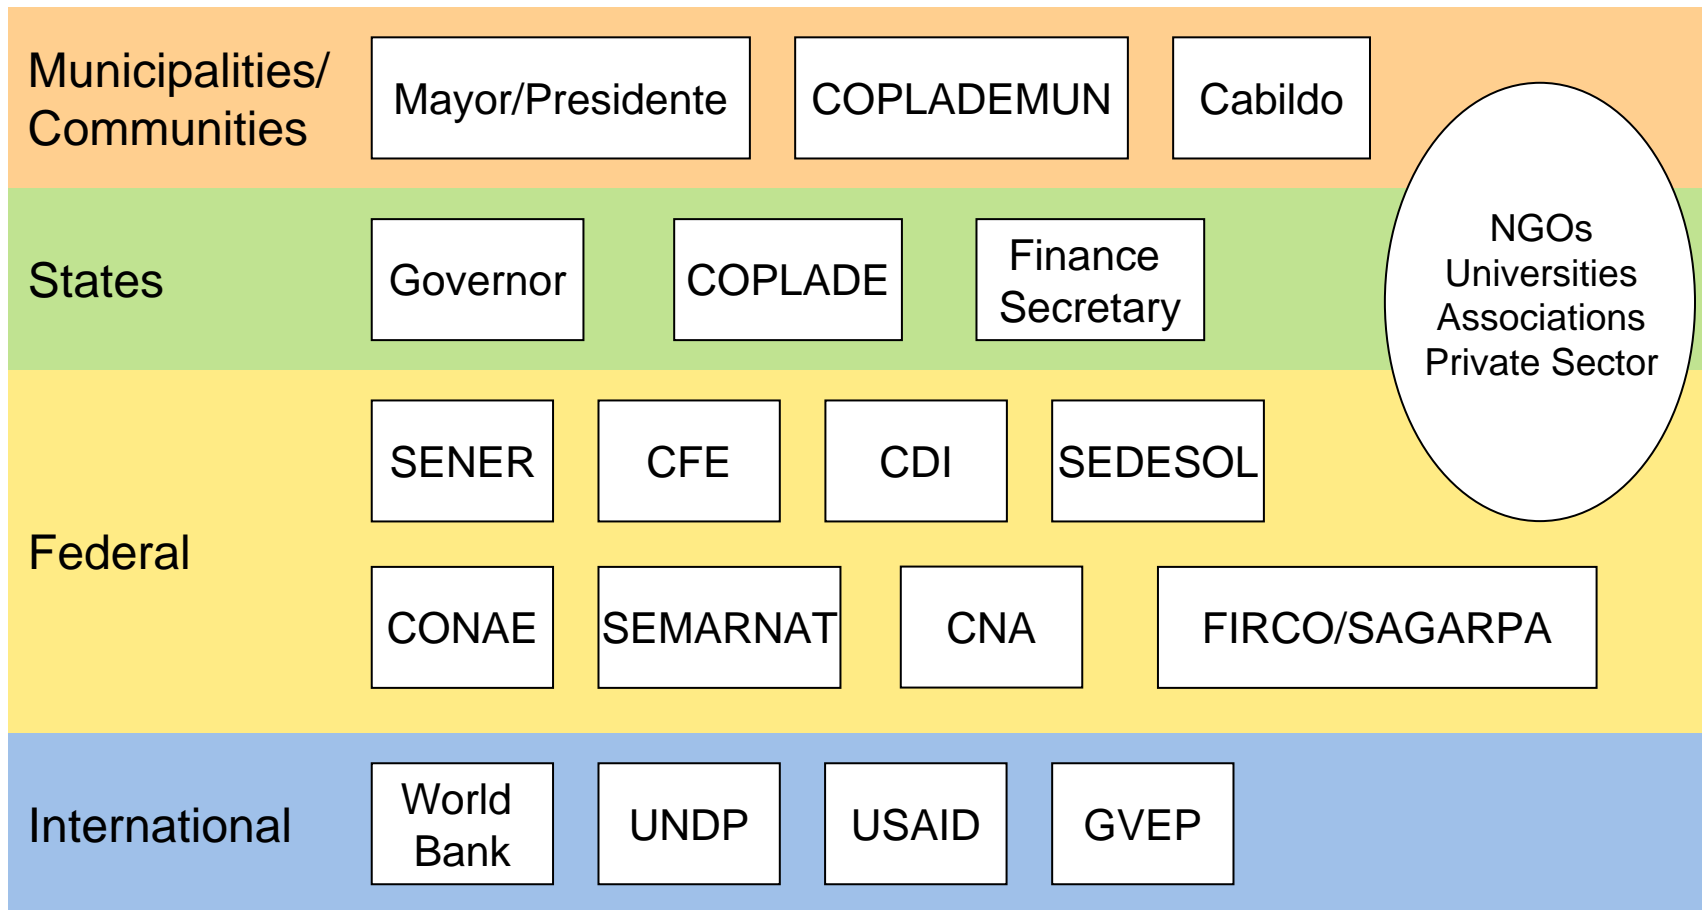 Municipalities/
Communities
Mayor/Presidente
COPLADEMUN
Cabildo
States
Governor
COPLADE
Finance
Secretary
NGOs
Universities
Associations
Private Sector
Federal
SENER
CFE
CDI
SEDESOL
CONAE
SEMARNAT
CNA
FIRCO/SAGARPA
International
World
Bank
UNDP
USAID
GVEP